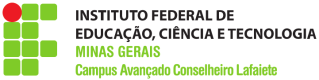 INSTITUTO FEDERAL DE
EDUCAÇÃO, CIÊNCIA E TECNOLOGIA
MINAS GERAIS
Campus Avançado Conselheiro Lafaiete